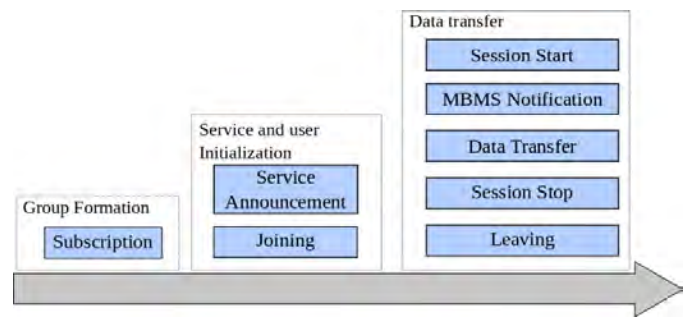 Group Formation
Subscription
Service and user
Initialization
Service
Announcement
Joining
Data transfer
Session Start
MBMS Notification
Data Transfer
Session Stop
Leaving